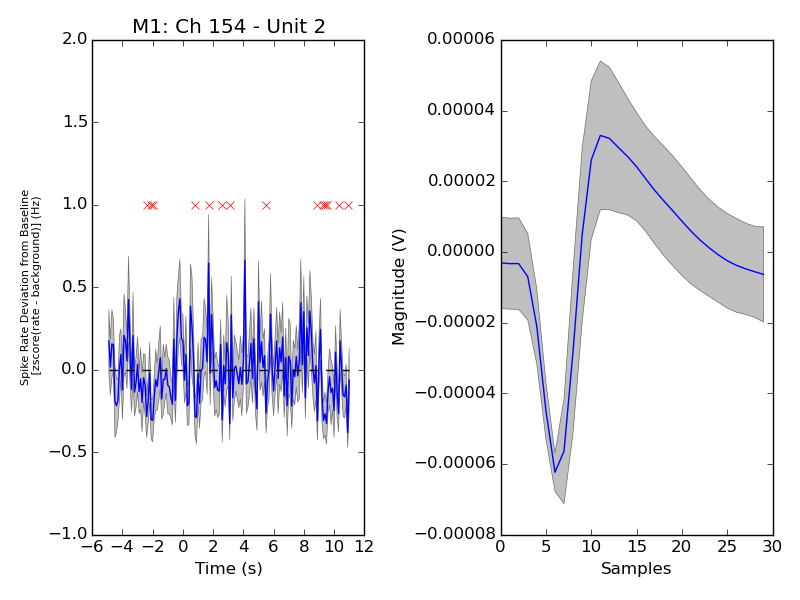 M1: Ch 154 - Unit 2
2.0
1.5
1.0
0.5
0.0
−0.5
−1.0
−6 −4 −2 0 2 4 6 8 10 12
Time (s)
Spike Rate Deviation from Baseline
[zscore(rate - background)] (Hz)
0.00006
0.00004
0.00002
0.00000
−0.00002
−0.00004
−0.00006
−0.00008
0 5 10 15 20 25 30
Samples
Magnitude (V)